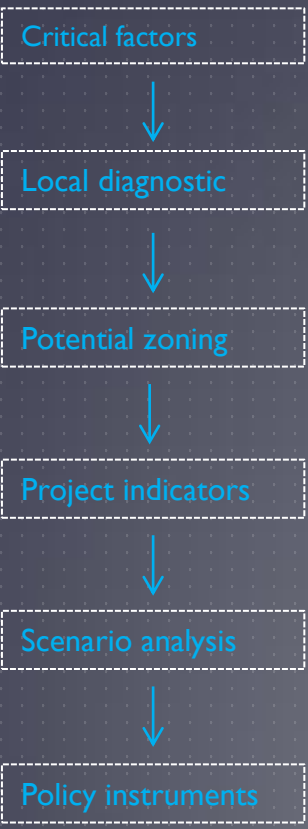 Critical factors
Local diagnostic
Potential zoning
Project indicators
Scenario analysis
Policy instruments